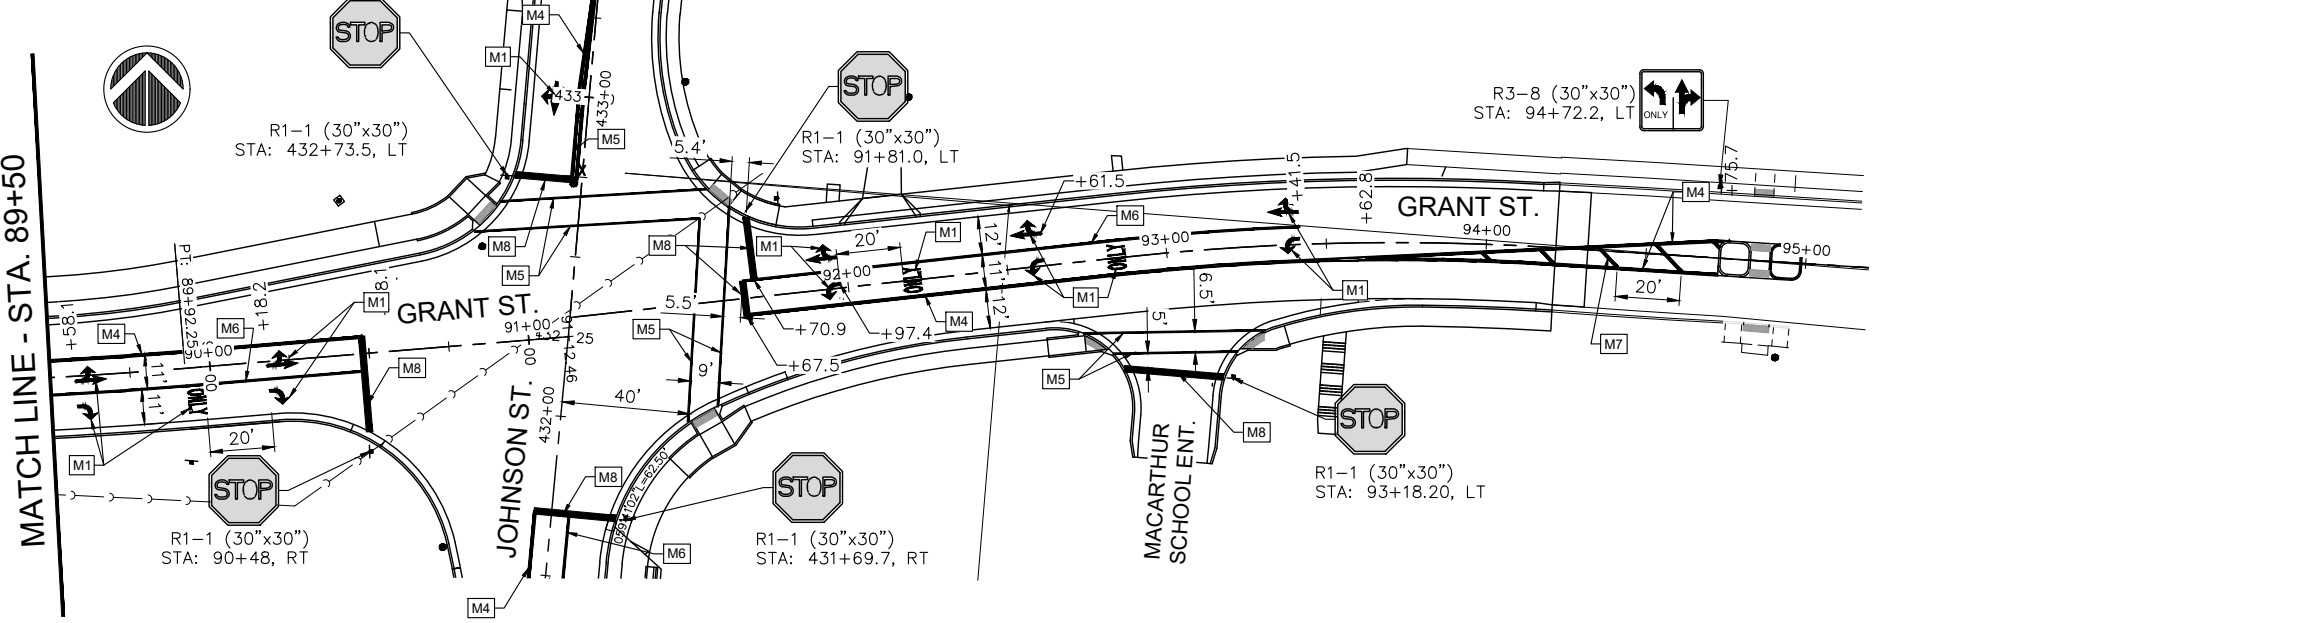 MATCH LINE - STA. 89+50
STOP
R1-1 (30"x30")
STA: 432+73.5, LT
M4
M1
433
433+00
M5
5.4'
STOP
R1-1 (30"x30")
STA: 91+81.0, LT
R3-8 (30"x30")
STA: 94+72.2, LT
ONLY
+75.7
M4
+61.5
+41.5
+62.8
GRANT ST.
94+00
95+00
M6
93+00
M1
20'
12'
11'
11'
12'
M8
M1
92+00
ONLY
ONLY
M1
M1
M8
M5
PT: 89+92.256
+58.1
+18.2
M4
M6
M1
GRANT ST.
91+00
25
5.5'
M5
+70.9
+97.4
M4
+67.5
6.5'
5'
20'
M7
M5
M8
11'
11'
ONLY
20'
M1
M8
9'
40'
432+00
JOHNSON ST.
STOP
R1-1 (30"x30")
STA: 90+48, RT
M8
M6
M4
L=62.50'
STOP
R1-1 (30"x30")
STA: 431+69.7, RT
MACARTHUR
SCHOOL ENT.
STOP
R1-1 (30"x30")
STA: 93+18.20, LT